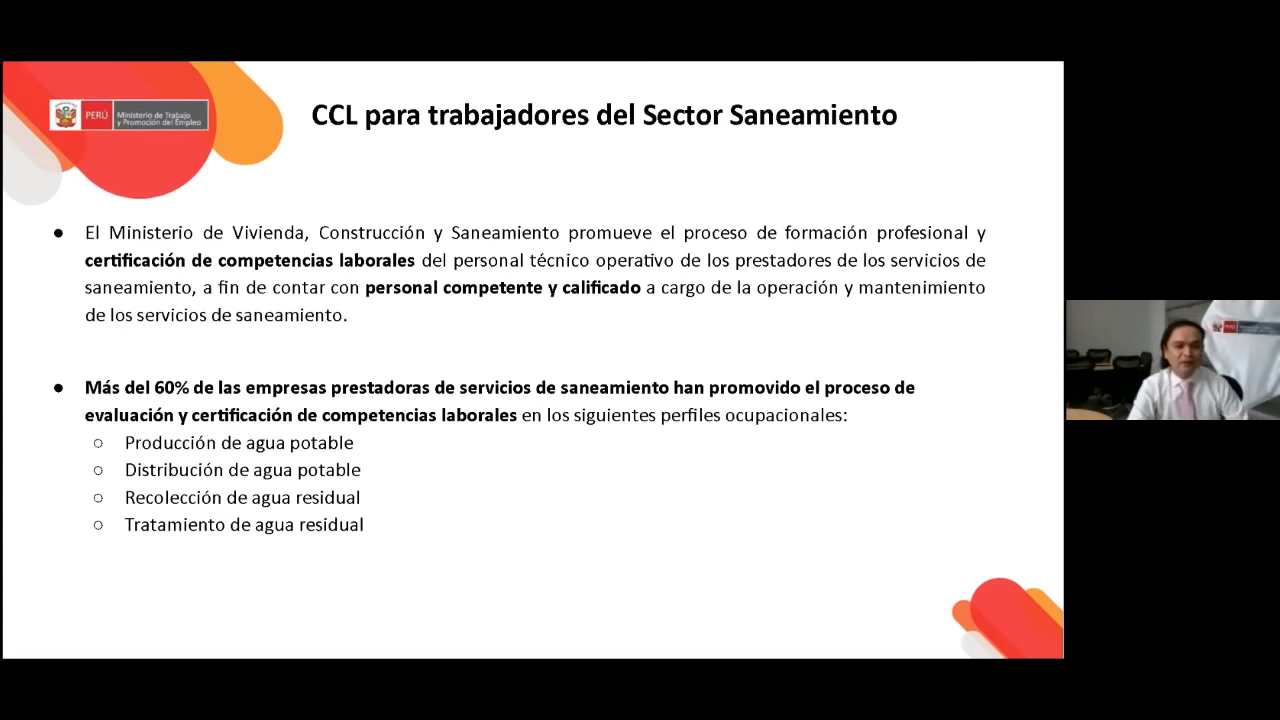 PERÚ
Ministerio de Trabajo
y Promoción del Empleo
CCL para trabajadores del Sector Saneamiento
● El Ministerio de Vivienda, Construcción y Saneamiento promueve el proceso de formación profesional y
certificación de competencias laborales del personal técnico operativo de los prestadores de los servicios de
saneamiento, a fin de contar con personal competente y calificado a cargo de la operación y mantenimiento
de los servicios de saneamiento.
● Más del 60% de las empresas prestadoras de servicios de saneamiento han promovido el proceso de
evaluación y certificación de competencias laborales en los siguientes perfiles ocupacionales:
○ Producción de agua potable
○ Distribución de agua potable
○ Recolección de agua residual
○ Tratamiento de agua residual
PERÚ